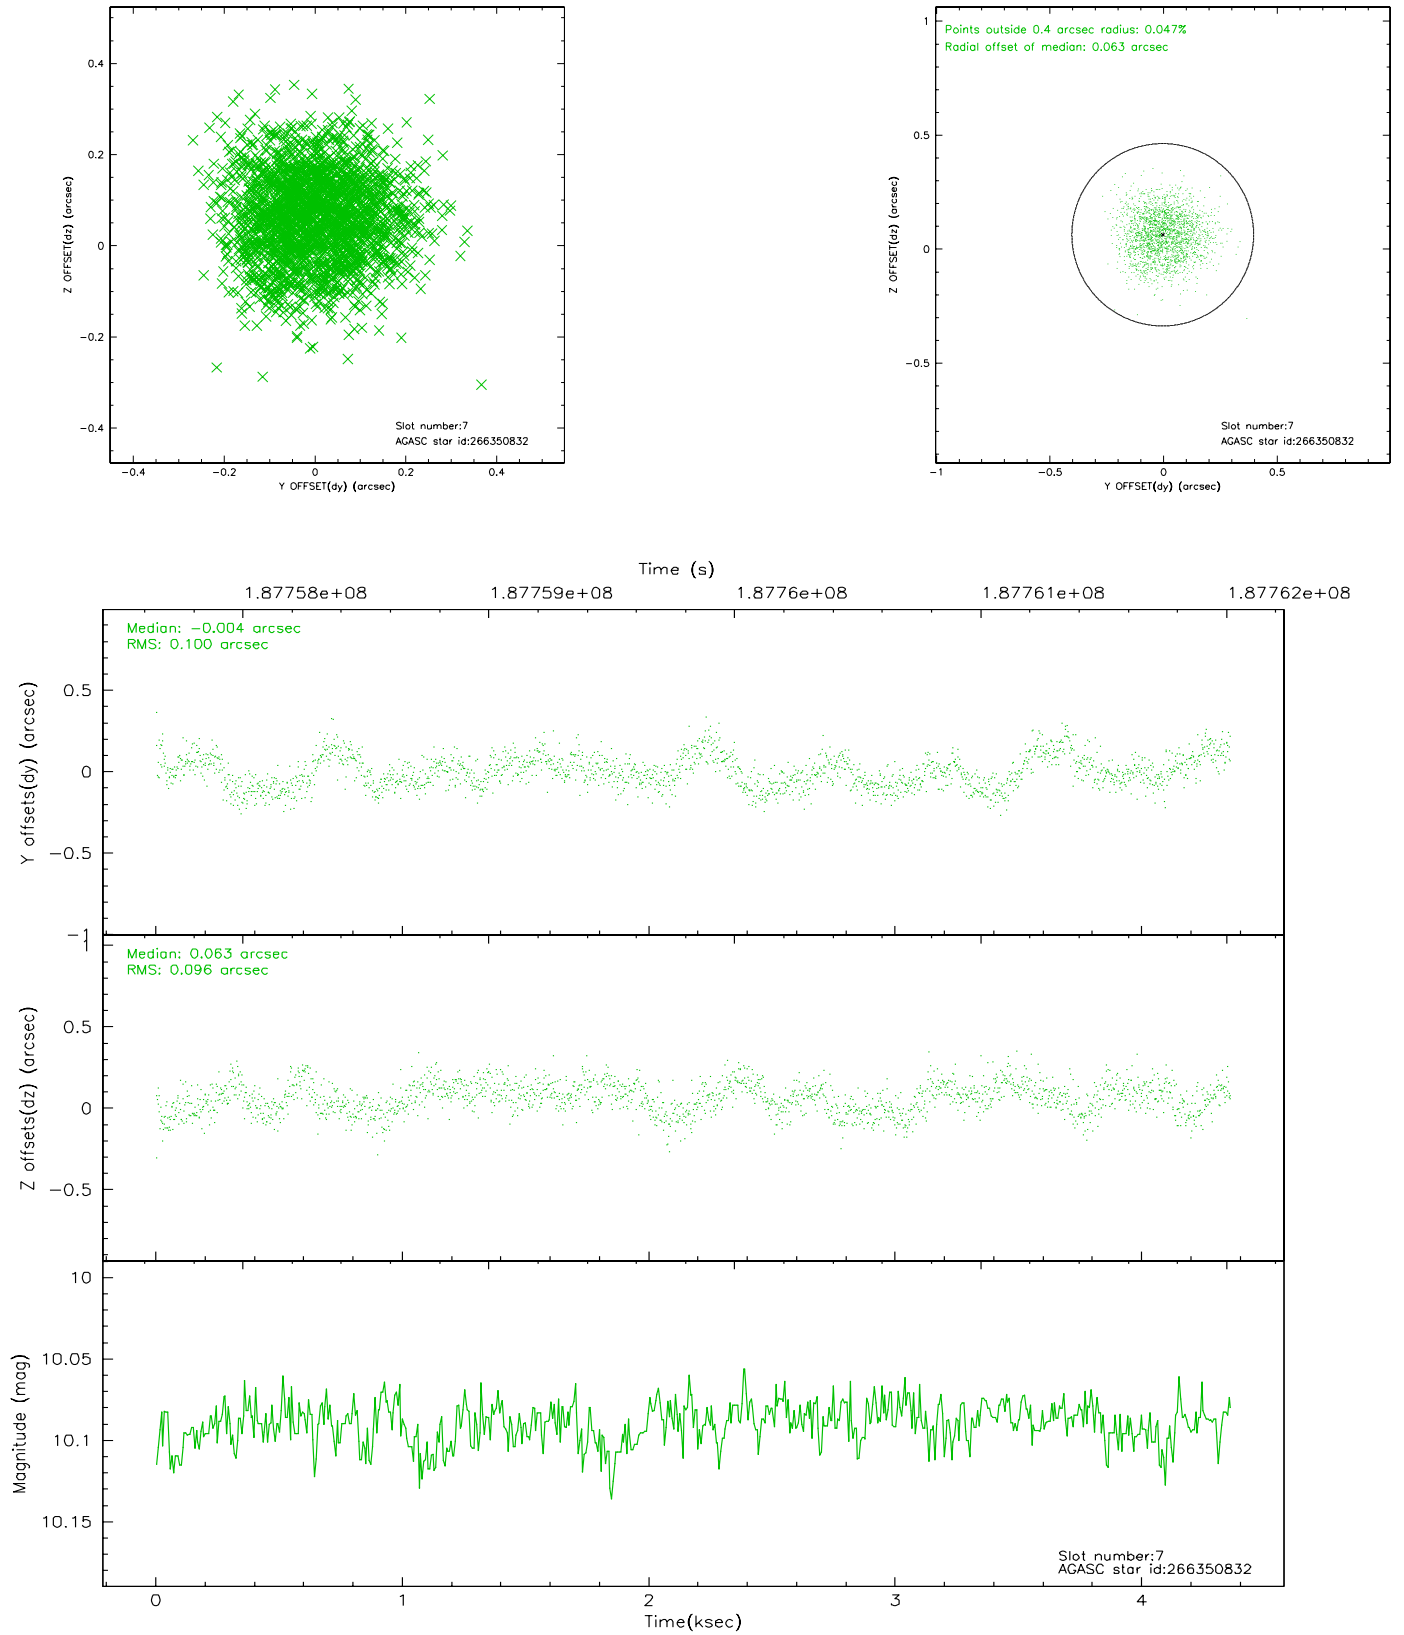 0.4
0.2
0
−0.2
−0.4
Z OFFSET(dz) (arcsec)
−0.4
−0.2
0
0.2
0.4
Y OFFSET(dy) (arcsec)
Slot number:7
AGASC star id:266350832
Points outside 0.4 arcsec radius: 0.047%
Radial offset of median: 0.063 arcsec
1
0.5
0
−0.5
Z OFFSET(dz) (arcsec)
−1
−0.5
0
0.5
Y OFFSET(dy) (arcsec)
Slot number:7
AGASC star id:266350832
Time (s)
1.87758e+08
1.87759e+08
1.8776e+08
1.87761e+08
1.87762e+08
Median: −0.004 arcsec
RMS: 0.100 arcsec
0.5
0
−0.5
−1
Y offsets(dy) (arcsec)
Median: 0.063 arcsec
RMS: 0.096 arcsec
1
0.5
0
−0.5
Z offsets(dz) (arcsec)
10
10.05
10.1
10.15
Magnitude (mag)
Slot number:7
AGASC star id:266350832
0
1
2
3
4
Time(ksec)